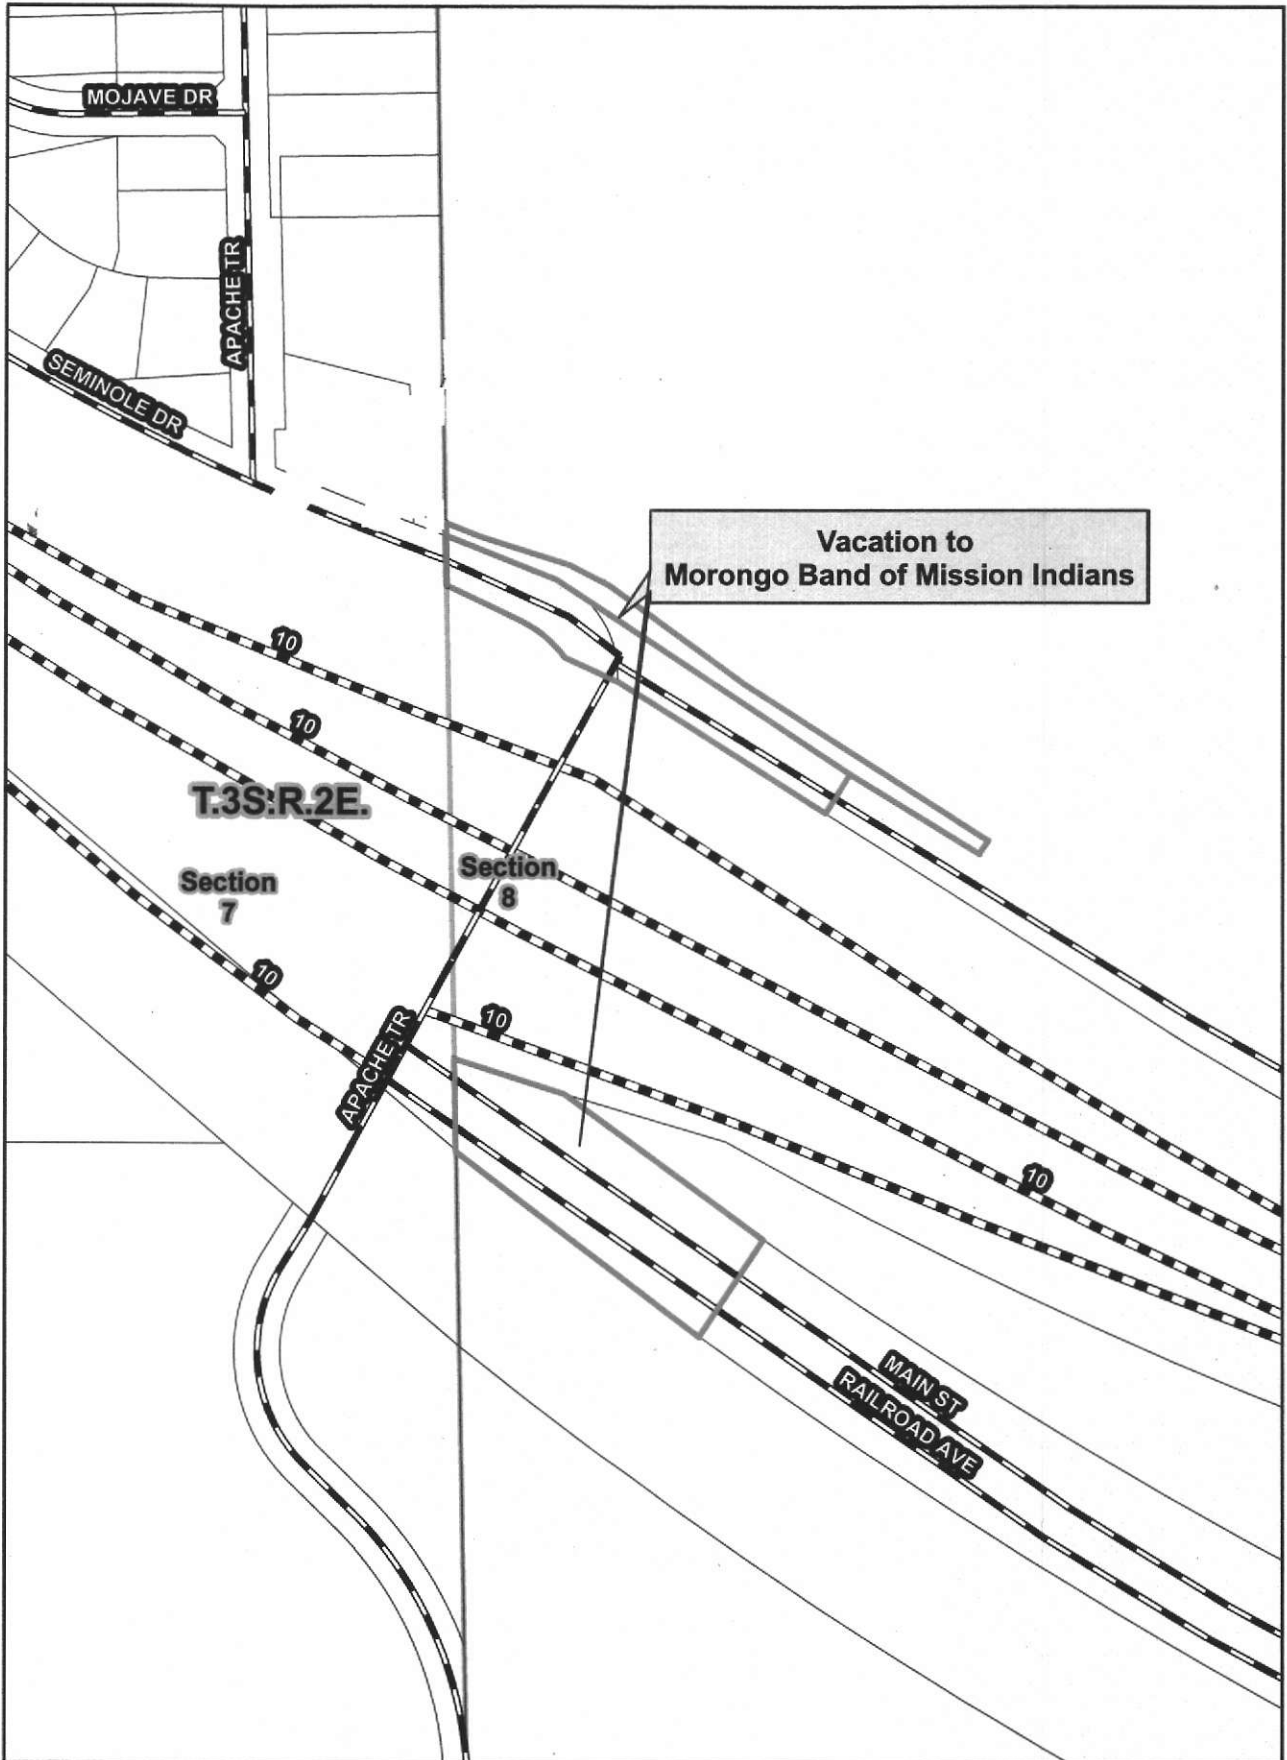 MOJAVE DR
APACHE TR
SEMINOLE DR
Vacation to
Morongo Band of Mission Indians
10
10
T.3S.R.2E.
Section
7
Section
8
10
10
APACHE TR
10
MAIN ST
RAILROAD AVE